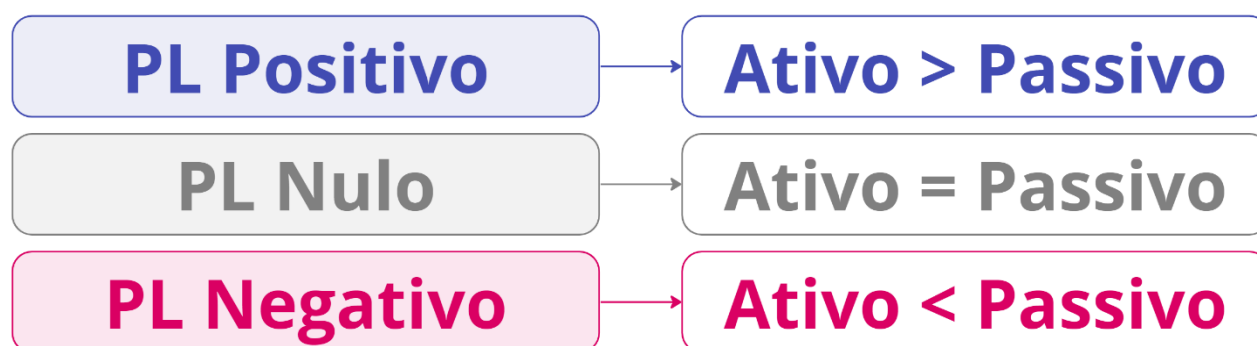 PL Positivo Ativo > Passivo
PL Nulo Ativo = Passivo
PL Negativo Ativo < Passivo